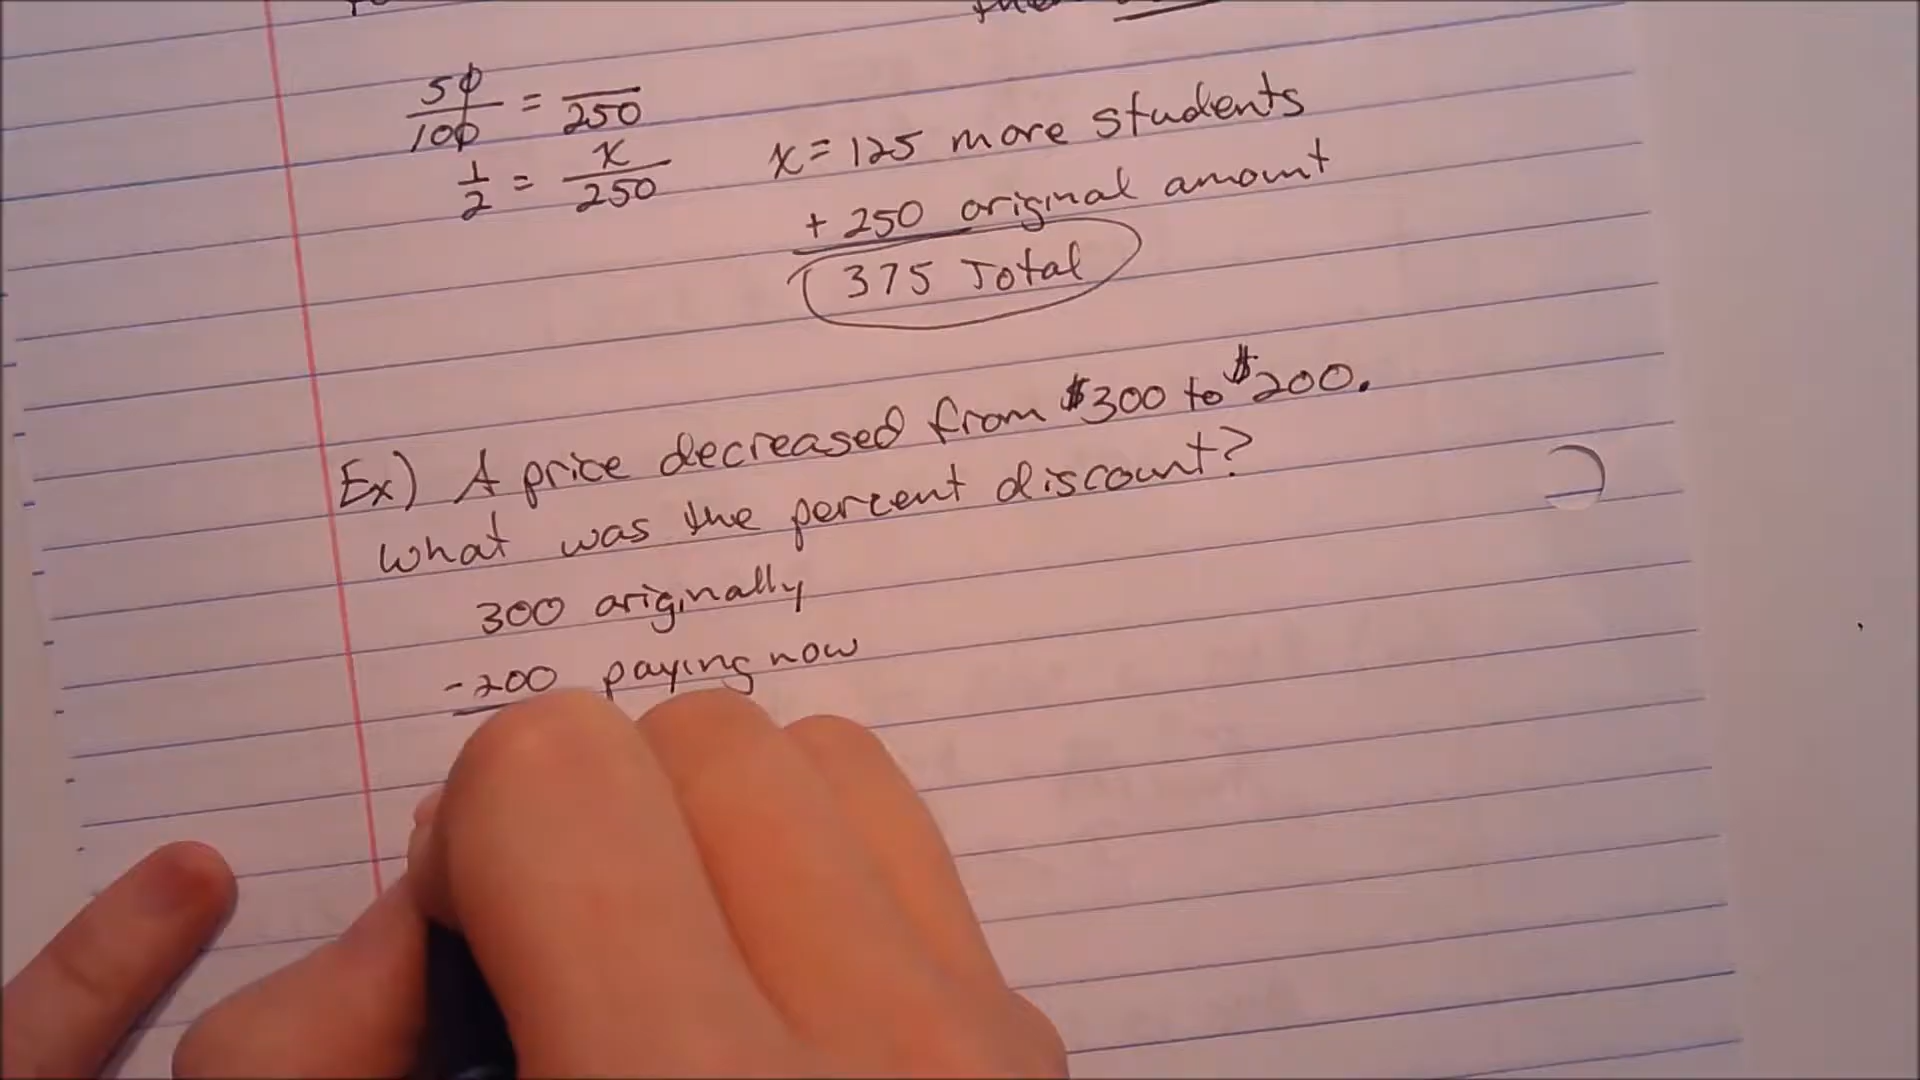 50/100 = /250
1/2 = x/250
x = 125 more students
+ 250 original amount
375 Total
Ex) A price decreased from $300 to $200.
What was the percent discount?
300 originally
-200 paying now